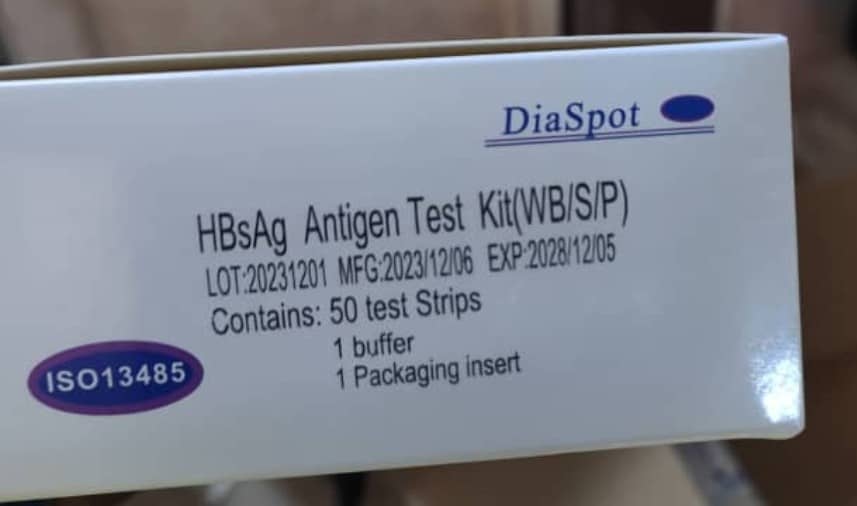 DiaSpot
HBsAg Antigen Test Kit(WB/S/P)
LOT:20231201 MFG:2023/12/06 EXP:2028/12/05
Contains: 50 test Strips
1 buffer
1 Packaging insert
ISO13485